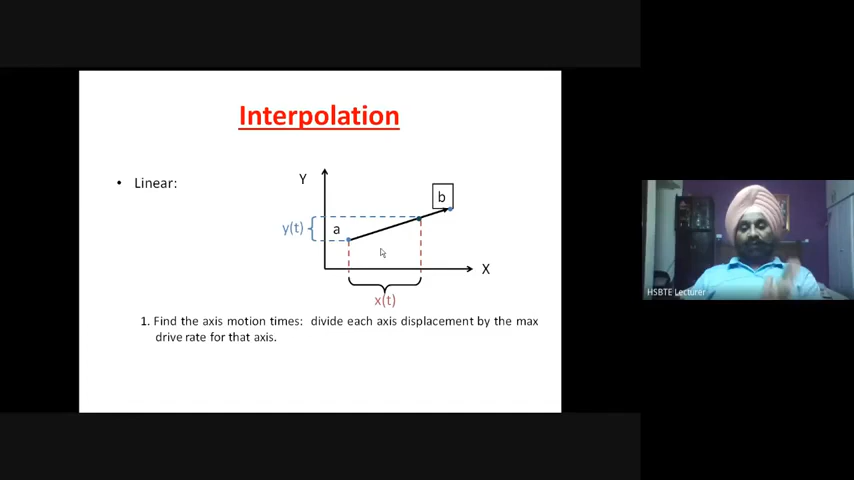 Interpolation
• Linear:
Y
b
a
y(t)
X
x(t)
1. Find the axis motion times: divide each axis displacement by the max
drive rate for that axis.
HSBTE Lecturer